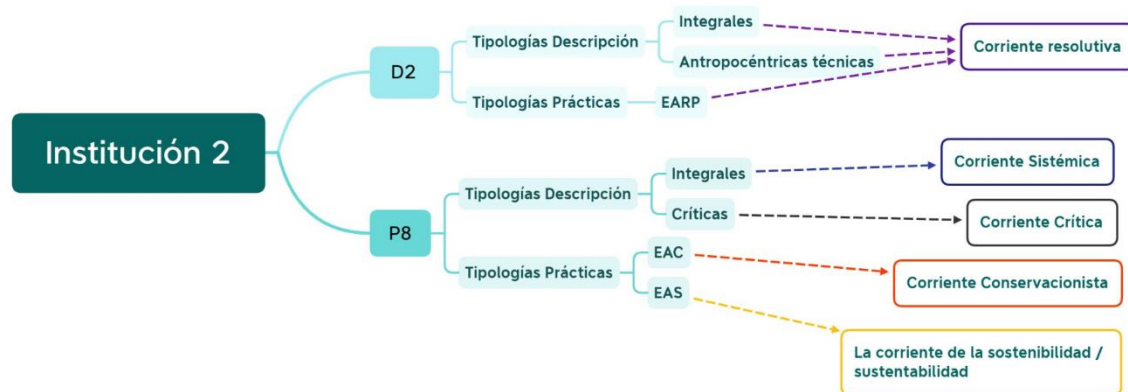 Institución 2
D2
Tipologías Descripción
Integrales
Antropocéntricas técnicas
Tipologías Prácticas
EARP
Corriente resolutiva
P8
Tipologías Descripción
Integrales
Críticas
Tipologías Prácticas
EAC
EAS
Corriente Sistémica
Corriente Crítica
Corriente Conservacionista
La corriente de la sostenibilidad /
sustentabilidad